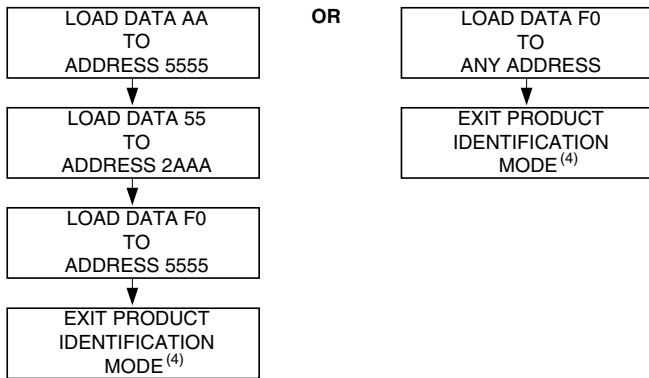 LOAD DATA AA
TO
ADDRESS 5555
LOAD DATA 55
TO
ADDRESS 2AAA
LOAD DATA F0
TO
ADDRESS 5555
EXIT PRODUCT
IDENTIFICATION
MODE(4)
OR
LOAD DATA F0
TO
ANY ADDRESS
EXIT PRODUCT
IDENTIFICATION
MODE(4)